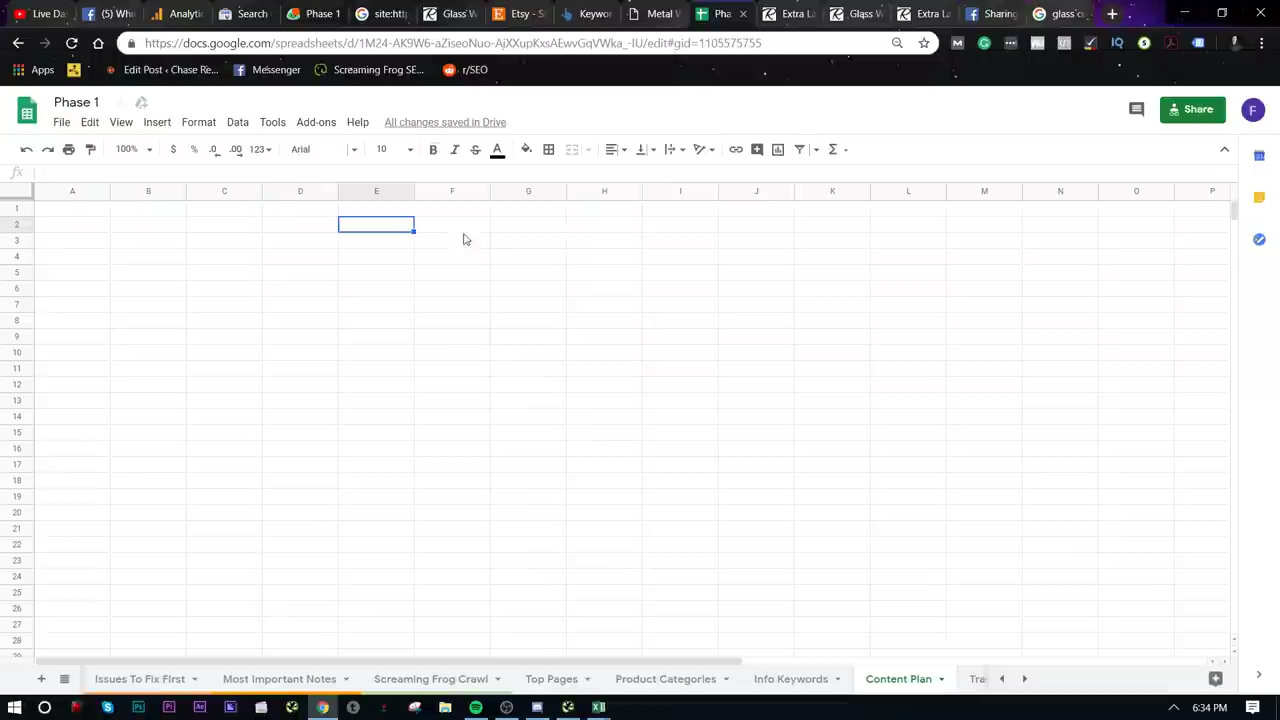 Live Da
(5) Whi
Analytic
Search
Phase 1
site:htt
Glass W
Etsy - S
Keywor
Metal W
Pha
Extra La
Glass W
Extra La
Sharing
glass c
https://docs.google.com/spreadsheets/d/1M24-AK9W6-aZiseoNuo-AjXXupKxsAEwvGqVWka_-IU/edit#gid=1105575755
Apps
Edit Post ‹ Chase Re...
Messenger
Screaming Frog SE...
r/SEO
Phase 1
File Edit View Insert Format Data Tools Add-ons Help All changes saved in Drive
Share
F
100% $ % .0 .00 123 Arial 10 B I S A Σ
fx
A B C D E F G H I J K L M N O P
1
2
3
4
5
6
7
8
9
10
11
12
13
14
15
16
17
18
19
20
21
22
23
24
25
26
27
28
29
Issues To Fix FIrst
Most Important Notes
Screaming Frog Crawl
Top Pages
Product Categories
Info Keywords
Content Plan
Tra
6:34 PM